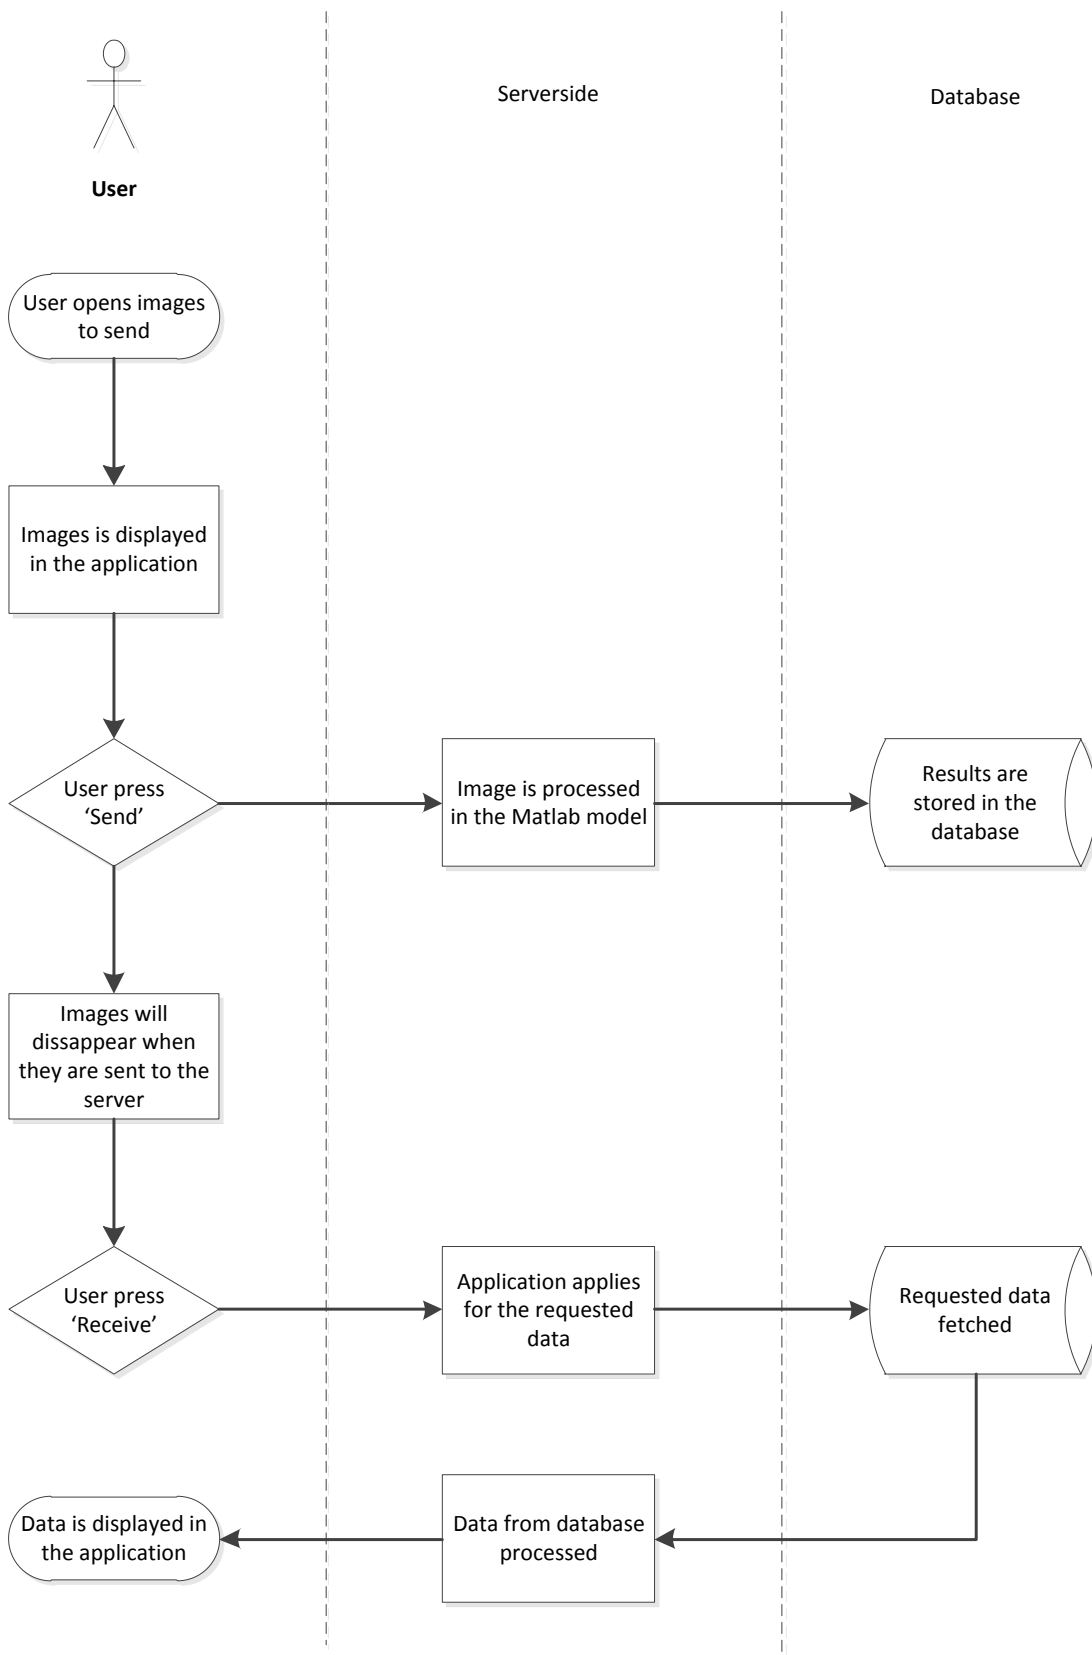 User
Serverside
Database
User opens images
to send
Images is displayed
in the application
User press
‘Send’
Image is processed
in the Matlab model
Results are
stored in the
database
Images will
dissappear when
they are sent to the
server
User press
‘Receive’
Application applies
for the requested
data
Requested data
fetched
Data is displayed in
the application
Data from database
processed